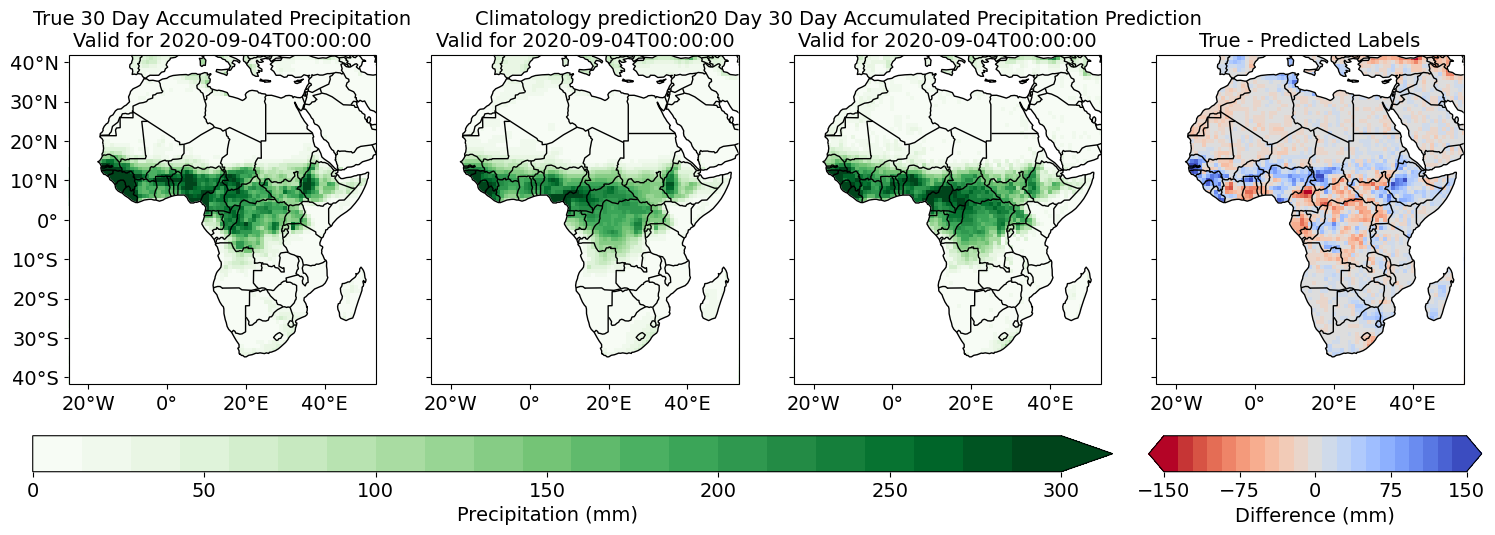 True 30 Day Accumulated Precipitation
Valid for 2020-09-04T00:00:00
Climatology prediction
Valid for 2020-09-04T00:00:00
20 Day 30 Day Accumulated Precipitation Prediction
Valid for 2020-09-04T00:00:00
True - Predicted Labels
40°N
30°N
20°N
10°N
0°
10°S
20°S
30°S
40°S
20°W 0° 20°E 40°E
20°W 0° 20°E 40°E
20°W 0° 20°E 40°E
20°W 0° 20°E 40°E
0 50 100 150 200 250 300
Precipitation (mm)
−150 −75 0 75 150
Difference (mm)